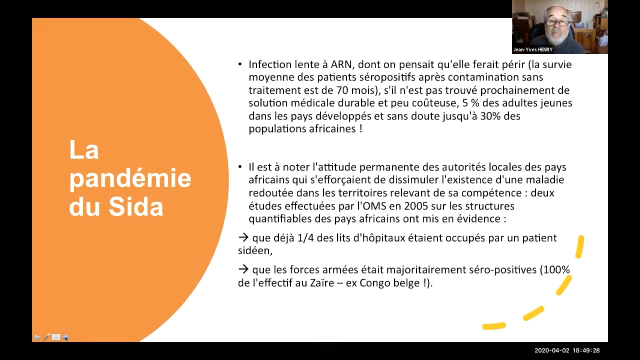 Jean-Yves HENRY
• Infection lente à ARN, dont on pensait qu'elle ferait périr (la survie
moyenne des patients séropositifs après contamination sans
traitement est de 70 mois), s'il n'est pas trouvé prochainement de
solution médicale durable et peu coûteuse, 5 % des adultes jeunes
dans les pays développés et sans doute jusqu'à 30% des
populations africaines !
La
pandémie
du Sida
• Il est à noter l'attitude permanente des autorités locales des pays
africains qui s'efforçaient de dissimuler l'existence d'une maladie
redoutée dans les territoires relevant de sa compétence : deux
études effectuées par l'OMS en 2005 sur les structures
quantifiables des pays africains ont mis en évidence :
→ que déjà 1/4 des lits d'hôpitaux étaient occupés par un patient
sidéen,
→ que les forces armées était majoritairement séro-positives (100%
de l'effectif au Zaïre – ex Congo belge !).
2020-04-02 18:49:28